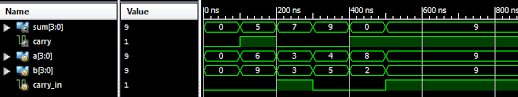 Name Value 0 ns 200 ns 400 ns 600 ns 800 ns
sum[3:0] 9 0 5 7 9 0 9
carry 1
a[3:0] 9 0 6 3 4 8 9
b[3:0] 9 0 9 3 5 2 9
carry_in 1